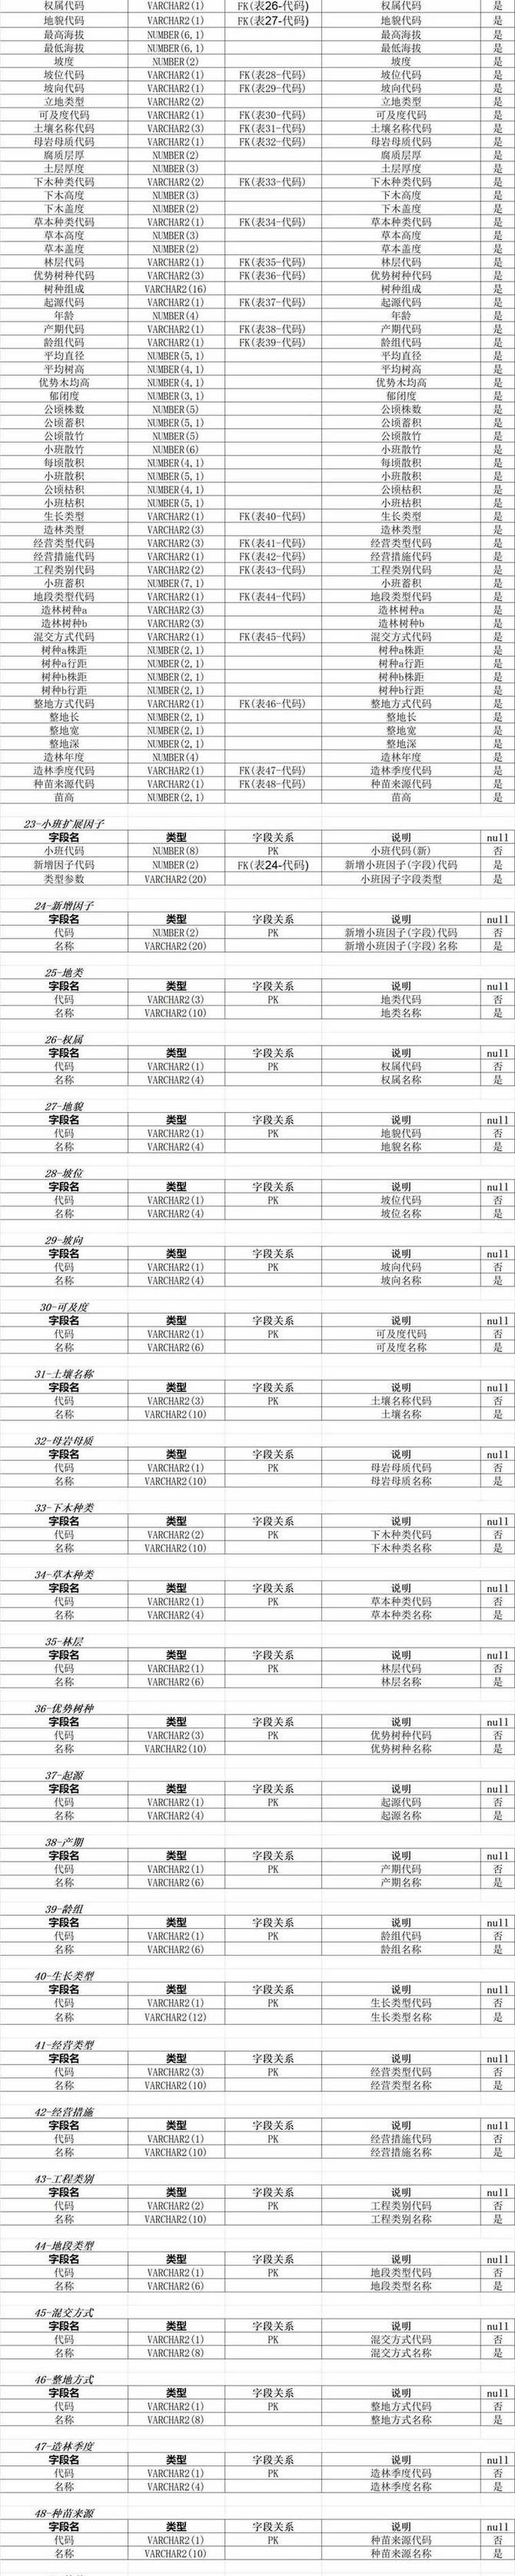 权属代码 VARCHAR2(1) FK(表26-代码) 权属代码 是
地貌代码 VARCHAR2(1) FK(表27-代码) 地貌代码 是
最高海拔 NUMBER(6,1) 最高海拔 是
最低海拔 NUMBER(6,1) 最低海拔 是
坡度 NUMBER(2) 坡度 是
坡位代码 VARCHAR2(1) FK(表28-代码) 坡位代码 是
坡向代码 VARCHAR2(1) FK(表29-代码) 坡向代码 是
立地类型 VARCHAR2(2) 立地类型 是
可及度代码 VARCHAR2(1) FK(表30-代码) 可及度代码 是
土壤名称代码 VARCHAR2(3) FK(表31-代码) 土壤名称代码 是
母岩母质代码 VARCHAR2(1) FK(表32-代码) 母岩母质代码 是
腐质层厚 NUMBER(2) 腐质层厚 是
土层厚度 NUMBER(3) 土层厚度 是
下木种类代码 VARCHAR2(2) FK(表33-代码) 下木种类代码 是
下木高度 NUMBER(3) 下木高度 是
下木盖度 NUMBER(2) 下木盖度 是
草本种类代码 VARCHAR2(1) FK(表34-代码) 草本种类代码 是
草本高度 NUMBER(3) 草本高度 是
草本盖度 NUMBER(2) 草本盖度 是
林层代码 VARCHAR2(1) FK(表35-代码) 林层代码 是
优势树种代码 VARCHAR2(3) FK(表36-代码) 优势树种代码 是
树种组成 VARCHAR2(16) 树种组成 是
起源代码 VARCHAR2(1) FK(表37-代码) 起源代码 是
年龄 NUMBER(4) 年龄 是
产期代码 VARCHAR2(1) FK(表38-代码) 产期代码 是
龄组代码 VARCHAR2(1) FK(表39-代码) 龄组代码 是
平均直径 NUMBER(5,1) 平均直径 是
平均树高 NUMBER(4,1) 平均树高 是
优势木均高 NUMBER(4,1) 优势木均高 是
郁闭度 NUMBER(3,1) 郁闭度 是
公顷株数 NUMBER(5) 公顷株数 是
公顷蓄积 NUMBER(5,1) 公顷蓄积 是
公顷散竹 NUMBER(5) 公顷散竹 是
小班散竹 NUMBER(6) 小班散竹 是
每顷散积 NUMBER(4,1) 每顷散积 是
小班散积 NUMBER(5,1) 小班散积 是
公顷枯积 NUMBER(4,1) 公顷枯积 是
小班枯积 NUMBER(5,1) 小班枯积 是
生长类型 VARCHAR2(1) FK(表40-代码) 生长类型 是
造林类型 VARCHAR2(3) 造林类型 是
经营类型代码 VARCHAR2(3) FK(表41-代码) 经营类型代码 是
经营措施代码 VARCHAR2(1) FK(表42-代码) 经营措施代码 是
工程类别代码 VARCHAR2(2) FK(表43-代码) 工程类别代码 是
小班蓄积 NUMBER(7,1) 小班蓄积 是
地段类型代码 VARCHAR2(1) FK(表44-代码) 地段类型代码 是
造林树种a VARCHAR2(3) 造林树种a 是
造林树种b VARCHAR2(3) 造林树种b 是
混交方式代码 VARCHAR2(1) FK(表45-代码) 混交方式代码 是
树种a株距 NUMBER(2,1) 树种a株距 是
树种a行距 NUMBER(2,1) 树种a行距 是
树种b株距 NUMBER(2,1) 树种b株距 是
树种b行距 NUMBER(2,1) 树种b行距 是
整地方式代码 VARCHAR2(1) FK(表46-代码) 整地方式代码 是
整地长 NUMBER(2,1) 整地长 是
整地宽 NUMBER(2,1) 整地宽 是
整地深 NUMBER(2,1) 整地深 是
造林年度 NUMBER(4) 造林年度 是
造林季度代码 VARCHAR2(1) FK(表47-代码) 造林季度代码 是
种苗来源代码 VARCHAR2(1) FK(表48-代码) 种苗来源代码 是
苗高 NUMBER(2,1) 苗高 是
23-小班扩展因子
字段名 类型 字段关系 说明 null
小班代码 NUMBER(8) PK 小班代码(新) 否
新增因子代码 NUMBER(2) FK(表24-代码) 新增小班因子(字段)代码 是
类型参数 VARCHAR2(20) 小班因子字段类型 是
24-新增因子
字段名 类型 字段关系 说明 null
代码 NUMBER(2) PK 新增小班因子(字段)代码 否
名称 VARCHAR2(20) 新增小班因子(字段)名称 是
25-地类
字段名 类型 字段关系 说明 null
代码 VARCHAR2(3) PK 地类代码 否
名称 VARCHAR2(10) 地类名称 是
26-权属
字段名 类型 字段关系 说明 null
代码 VARCHAR2(1) PK 权属代码 否
名称 VARCHAR2(4) 权属名称 是
27-地貌
字段名 类型 字段关系 说明 null
代码 VARCHAR2(1) PK 地貌代码 否
名称 VARCHAR2(4) 地貌名称 是
28-坡位
字段名 类型 字段关系 说明 null
代码 VARCHAR2(1) PK 坡位代码 否
名称 VARCHAR2(4) 坡位名称 是
29-坡向
字段名 类型 字段关系 说明 null
代码 VARCHAR2(1) PK 坡向代码 否
名称 VARCHAR2(4) 坡向名称 是
30-可及度
字段名 类型 字段关系 说明 null
代码 VARCHAR2(1) PK 可及度代码 否
名称 VARCHAR2(6) 可及度名称 是
31-土壤名称
字段名 类型 字段关系 说明 null
代码 VARCHAR2(3) PK 土壤名称代码 否
名称 VARCHAR2(10) 土壤名称 是
32-母岩母质
字段名 类型 字段关系 说明 null
代码 VARCHAR2(1) PK 母岩母质代码 否
名称 VARCHAR2(10) 母岩母质名称 是
33-下木种类
字段名 类型 字段关系 说明 null
代码 VARCHAR2(2) PK 下木种类代码 否
名称 VARCHAR2(10) 下木种类名称 是
34-草本种类
字段名 类型 字段关系 说明 null
代码 VARCHAR2(1) PK 草本种类代码 否
名称 VARCHAR2(4) 草本种类名称 是
35-林层
字段名 类型 字段关系 说明 null
代码 VARCHAR2(1) PK 林层代码 否
名称 VARCHAR2(6) 林层名称 是
36-优势树种
字段名 类型 字段关系 说明 null
代码 VARCHAR2(3) PK 优势树种代码 否
名称 VARCHAR2(10) 优势树种名称 是
37-起源
字段名 类型 字段关系 说明 null
代码 VARCHAR2(1) PK 起源代码 否
名称 VARCHAR2(4) 起源名称 是
38-产期
字段名 类型 字段关系 说明 null
代码 VARCHAR2(1) PK 产期代码 否
名称 VARCHAR2(6) 产期名称 是
39-龄组
字段名 类型 字段关系 说明 null
代码 VARCHAR2(1) PK 龄组代码 否
名称 VARCHAR2(6) 龄组名称 是
40-生长类型
字段名 类型 字段关系 说明 null
代码 VARCHAR2(1) PK 生长类型代码 否
名称 VARCHAR2(12) 生长类型名称 是
41-经营类型
字段名 类型 字段关系 说明 null
代码 VARCHAR2(3) PK 经营类型代码 否
名称 VARCHAR2(10) 经营类型名称 是
42-经营措施
字段名 类型 字段关系 说明 null
代码 VARCHAR2(1) PK 经营措施代码 否
名称 VARCHAR2(10) 经营措施名称 是
43-工程类别
字段名 类型 字段关系 说明 null
代码 VARCHAR2(2) PK 工程类别代码 否
名称 VARCHAR2(10) 工程类别名称 是
44-地段类型
字段名 类型 字段关系 说明 null
代码 VARCHAR2(1) PK 地段类型代码 否
名称 VARCHAR2(6) 地段类型名称 是
45-混交方式
字段名 类型 字段关系 说明 null
代码 VARCHAR2(1) PK 混交方式代码 否
名称 VARCHAR2(8) 混交方式名称 是
46-整地方式
字段名 类型 字段关系 说明 null
代码 VARCHAR2(1) PK 整地方式代码 否
名称 VARCHAR2(8) 整地方式名称 是
47-造林季度
字段名 类型 字段关系 说明 null
代码 VARCHAR2(1) PK 造林季度代码 否
名称 VARCHAR2(4) 造林季度名称 是
48-种苗来源
字段名 类型 字段关系 说明 null
代码 VARCHAR2(1) PK 种苗来源代码 否
名称 VARCHAR2(10) 种苗来源名称 是